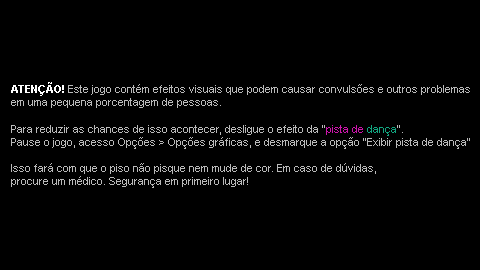 ATENÇÃO! Este jogo contém efeitos visuais que podem causar convulsões e outros problemas
em uma pequena porcentagem de pessoas.
Para reduzir as chances de isso acontecer, desligue o efeito da "pista de dança".
Pause o jogo, acesso Opções > Opções gráficas, e desmarque a opção "Exibir pista de dança"
Isso fará com que o piso não pisque nem mude de cor. Em caso de dúvidas,
procure um médico. Segurança em primeiro lugar!